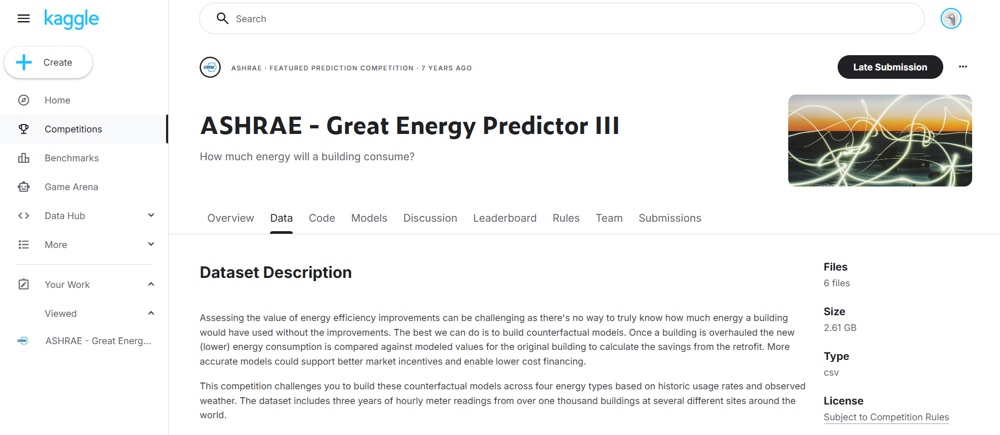 kaggle
Search
Create
Home
Competitions
Benchmarks
Game Arena
Data Hub
More
Your Work
Viewed
ASHRAE
ASHRAE - Great Energ...
ASHRAE
ASHRAE · FEATURED PREDICTION COMPETITION · 7 YEARS AGO
Late Submission
ASHRAE - Great Energy Predictor III
How much energy will a building consume?
Overview Data Code Models Discussion Leaderboard Rules Team Submissions
Dataset Description
Assessing the value of energy efficiency improvements can be challenging as there's no way to truly know how much energy a building
would have used without the improvements. The best we can do is to build counterfactual models. Once a building is overhauled the new
(lower) energy consumption is compared against modeled values for the original building to calculate the savings from the retrofit. More
accurate models could support better market incentives and enable lower cost financing.
This competition challenges you to build these counterfactual models across four energy types based on historic usage rates and observed
weather. The dataset includes three years of hourly meter readings from over one thousand buildings at several different sites around the
world.
Files
6 files
Size
2.61 GB
Type
csv
License
Subject to Competition Rules